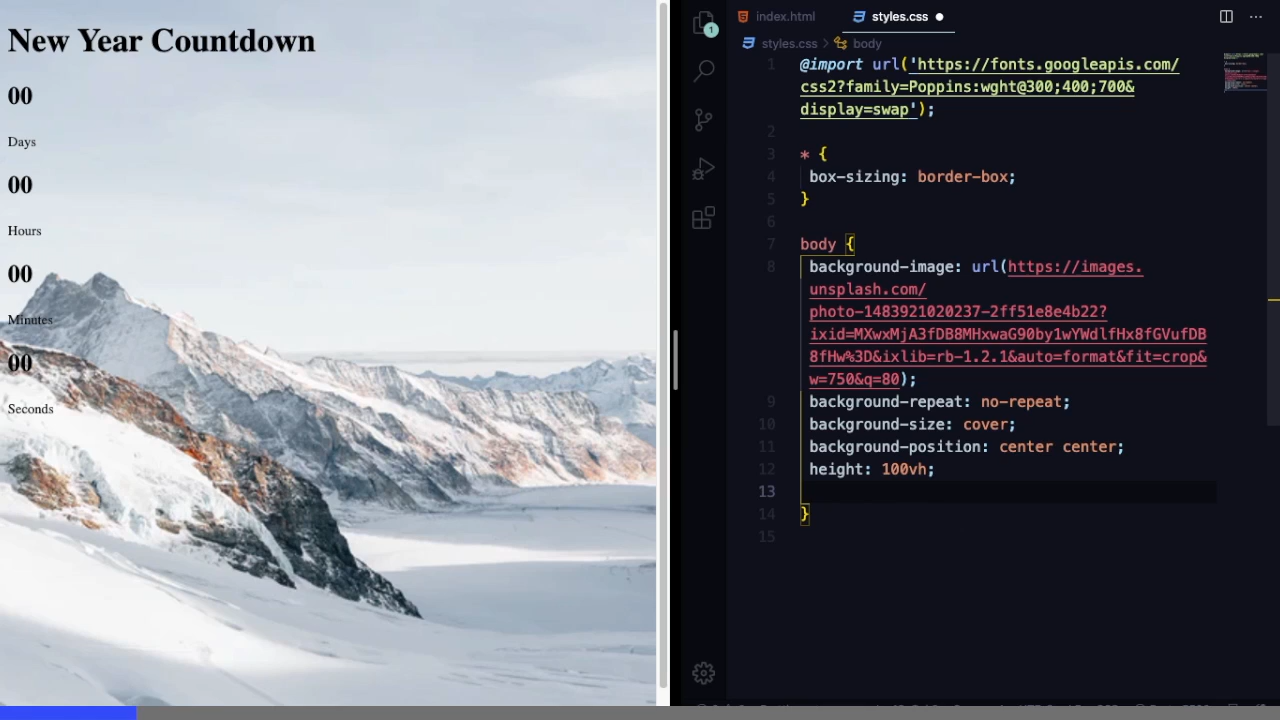 New Year Countdown
00
Days
00
Hours
00
Minutes
00
Seconds
1
index.html
styles.css
styles.css > body
1 @import url('https://fonts.googleapis.com/
css2?family=Poppins:wght@300;400;700&
display=swap');
2
3 * {
4 box-sizing: border-box;
5 }
6
7 body {
8 background-image: url(https://images.
unsplash.com/
photo-1483921020237-2ff51e8e4b22?
ixid=MXwxMjA3fDB8MHxwaG90by1wYWdlfHx8fGVufDB
8fHw%3D&ixlib=rb-1.2.1&auto=format&fit=crop&
w=750&q=80);
9 background-repeat: no-repeat;
10 background-size: cover;
11 background-position: center center;
12 height: 100vh;
13
14 }
15